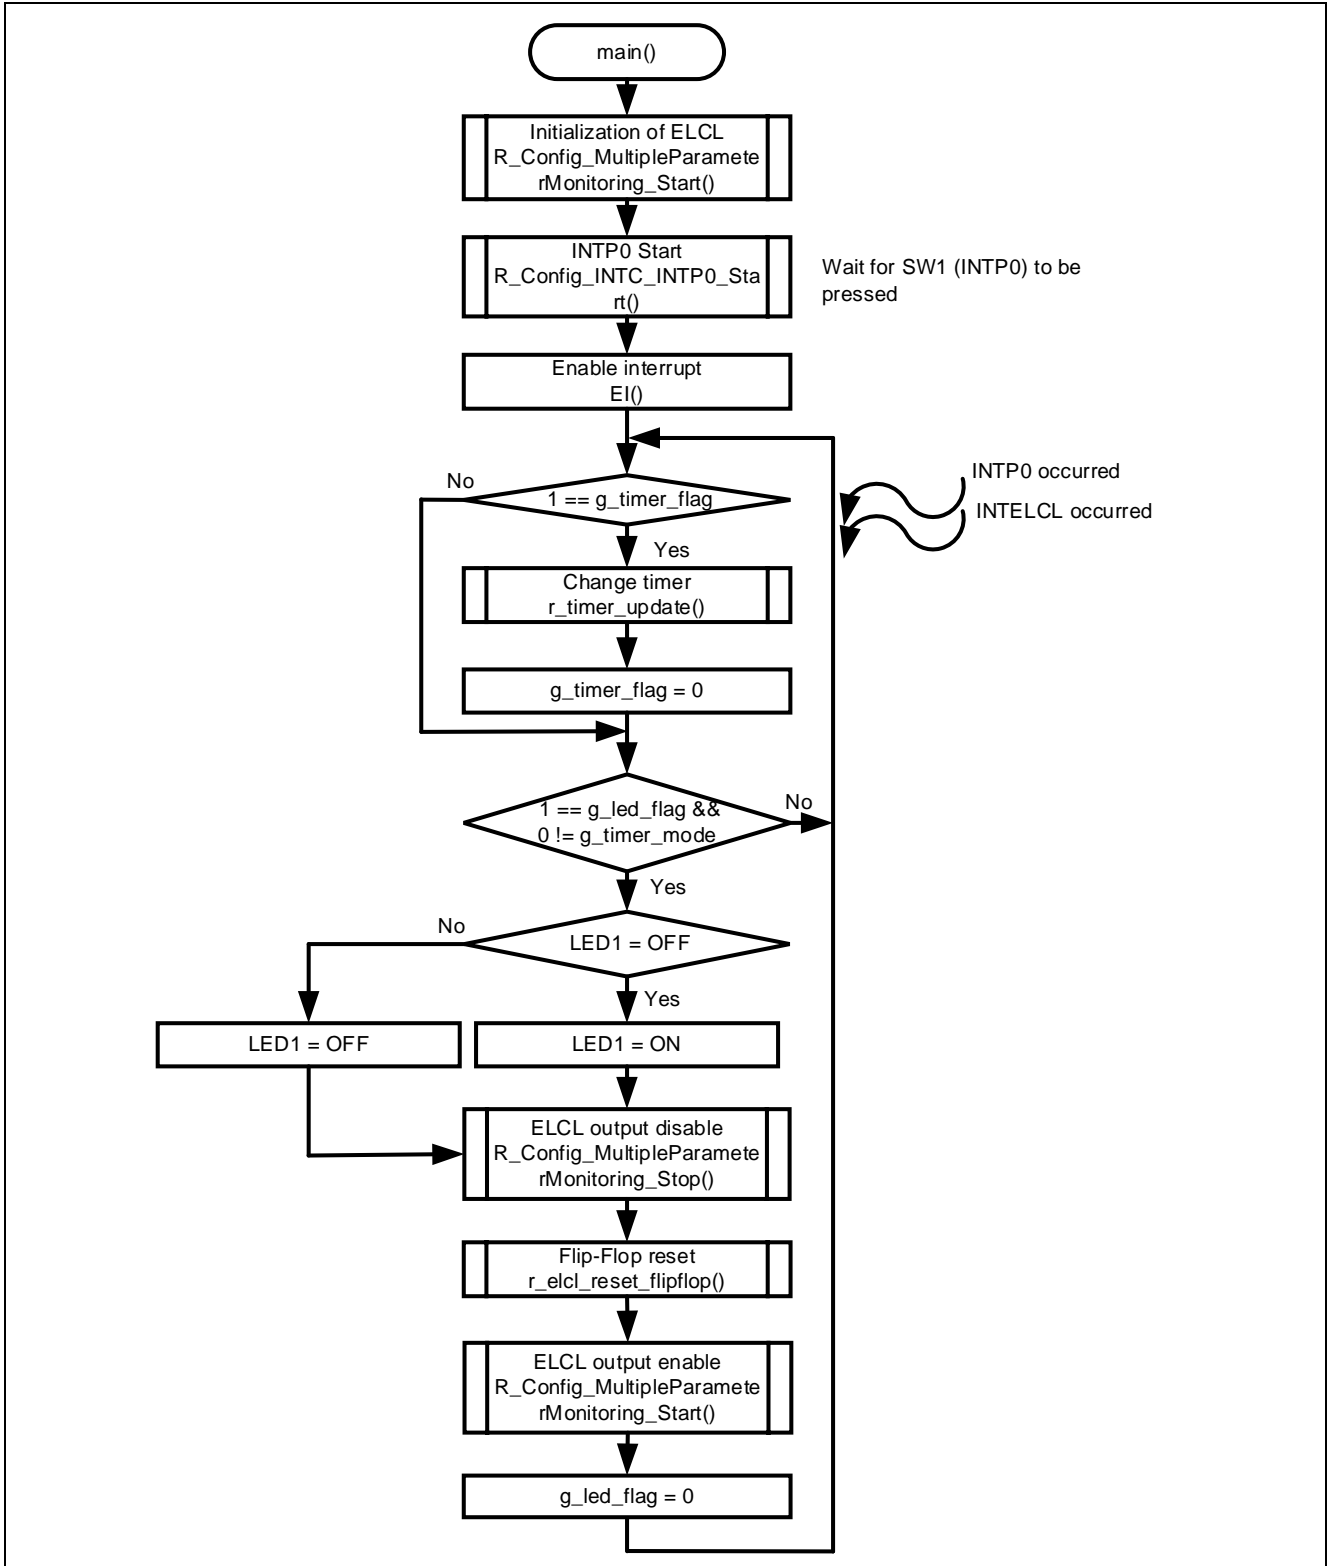 main()
Initialization of ELCL
R_Config_MultipleParamete
rMonitoring_Start()
INTP0 Start
R_Config_INTC_INTP0_Sta
rt()
Wait for SW1 (INTP0) to be
pressed
Enable interrupt
EI()
No
1 == g_timer_flag
INTP0 occurred
INTELCL occurred
Yes
Change timer
r_timer_update()
g_timer_flag = 0
1 == g_led_flag &&
0 != g_timer_mode
No
Yes
No
LED1 = OFF
Yes
LED1 = OFF
LED1 = ON
ELCL output disable
R_Config_MultipleParamete
rMonitoring_Stop()
Flip-Flop reset
r_elcl_reset_flipflop()
ELCL output enable
R_Config_MultipleParamete
rMonitoring_Start()
g_led_flag = 0